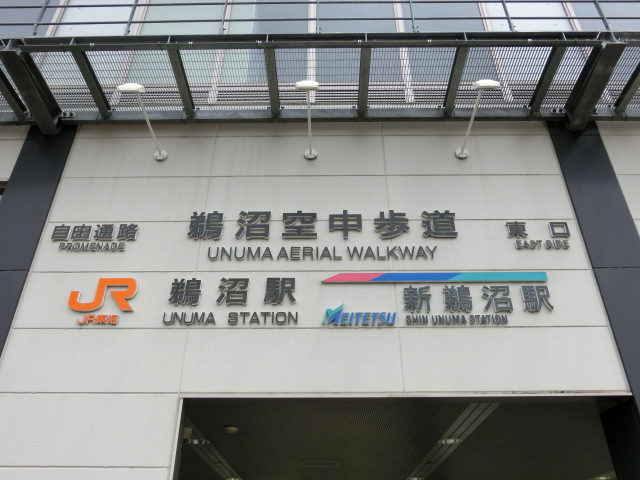 自由通路
PROMENADE
鵜沼空中歩道
UNUMA AERIAL WALKWAY
東口
EAST SIDE
JR
JR東海
鵜沼駅
UNUMA STATION
MEITETSU
新鵜沼駅
SHIN UNUMA STATION